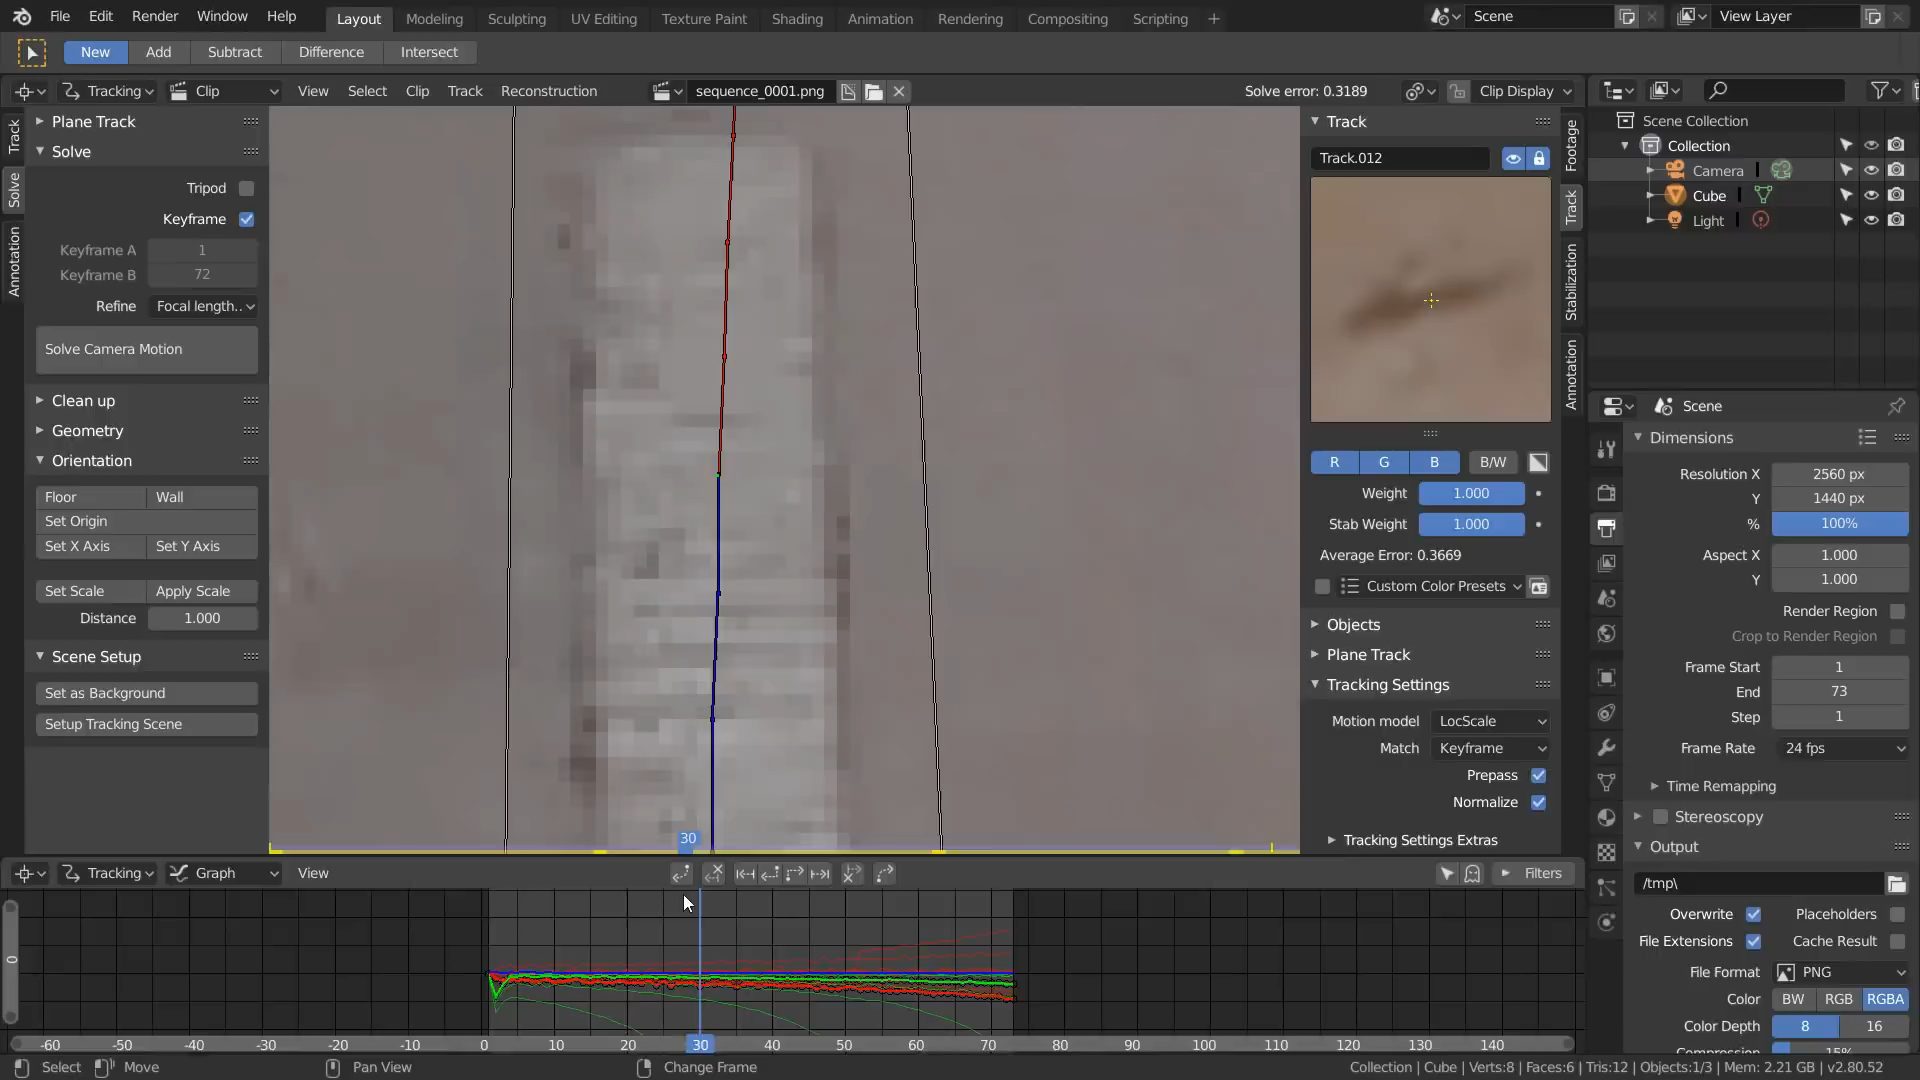 File Edit Render Window Help Layout Modeling Sculpting UV Editing Texture Paint Shading Animation Rendering Compositing Scripting + Scene View Layer
New Add Subtract Difference Intersect
Tracking Clip View Select Clip Track Reconstruction sequence_0001.png Solve error: 0.3189 Clip Display
Track
Solve
Annotation
Plane Track
Solve
Tripod
Keyframe
Keyframe A 1
Keyframe B 72
Refine Focal length..
Solve Camera Motion
Clean up
Geometry
Orientation
Floor Wall
Set Origin
Set X Axis Set Y Axis
Set Scale Apply Scale
Distance 1.000
Scene Setup
Set as Background
Setup Tracking Scene
30
Track
Track.012
R G B B/W
Weight 1.000
Stab Weight 1.000
Average Error: 0.3669
Custom Color Presets
Objects
Plane Track
Tracking Settings
Motion model LocScale
Match Keyframe
Prepass
Normalize
Tracking Settings Extras
Footage
Track
Stabilization
Annotation
Scene Collection
Collection
Camera
Cube
Light
Scene
Dimensions
Resolution X 2560 px
Y 1440 px
% 100%
Aspect X 1.000
Y 1.000
Render Region
Crop to Render Region
Frame Start 1
End 73
Step 1
Frame Rate 24 fps
Time Remapping
Stereoscopy
Output
/tmp\
Overwrite Placeholders
File Extensions Cache Result
File Format PNG
Color BW RGB RGBA
Color Depth 8 16
Compression 15%
Tracking Graph View Filters
0
-60 -50 -40 -30 -20 -10 0 10 20 30 40 50 60 70 80 90 100 110 120 130 140
Select Move Pan View Change Frame Collection | Cube | Verts:8 | Faces:6 | Tris:12 | Objects:1/3 | Mem: 2.21 GB | v2.80.52